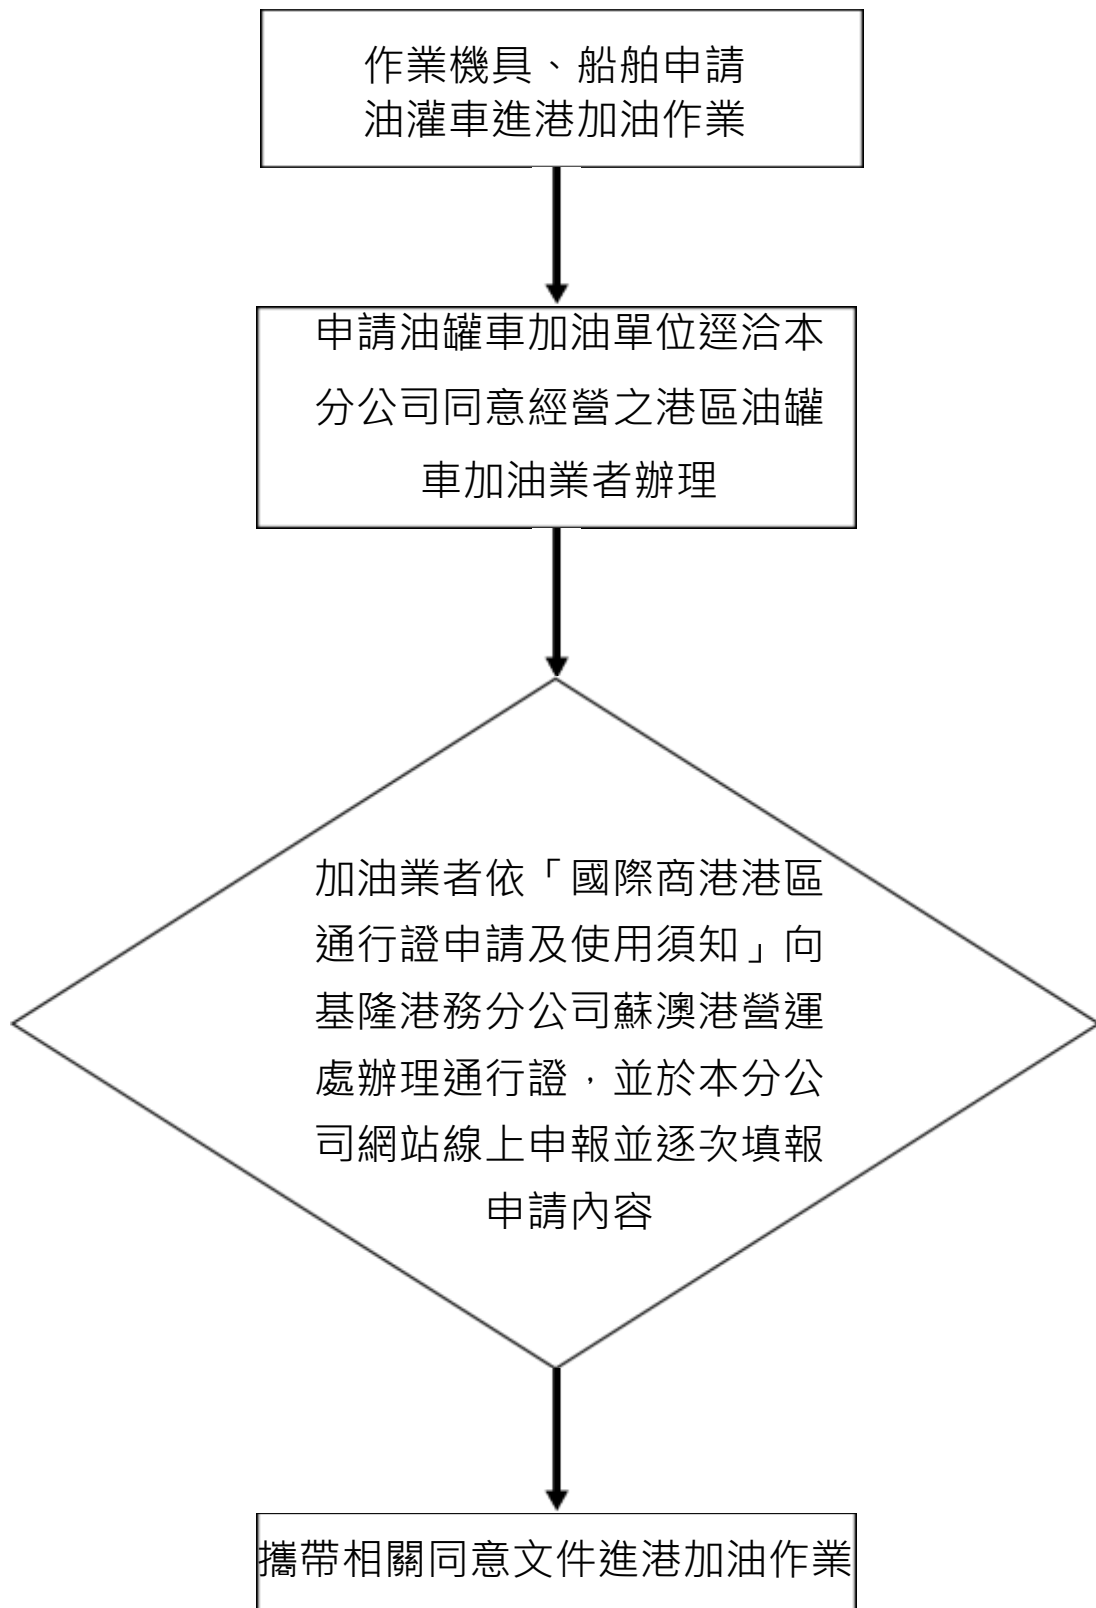 作業機具、船舶申請
油灌車進港加油作業
申請油罐車加油單位逕洽本
分公司同意經營之港區油罐
車加油業者辦理
加油業者依「國際商港港區
通行證申請及使用須知」向
基隆港務分公司蘇澳港營運
處辦理通行證，並於本分公
司網站線上申報並逐次填報
申請內容
攜帶相關同意文件進港加油作業